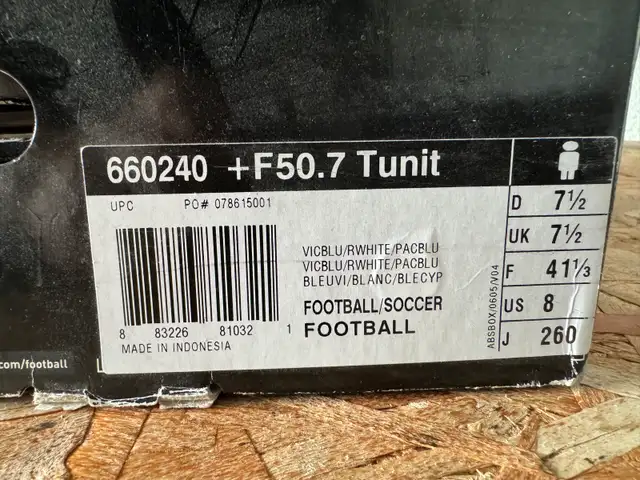 660240 +F50.7 Tunit
UPC PO# 078615001
VICBLU/RWHITE/PACBLU
VICBLU/RWHITE/PACBLU
BLEUVI/BLANC/BLECYP
FOOTBALL/SOCCER
FOOTBALL
8 83226 81032 1
MADE IN INDONESIA
ABSBOX/0605/V04
D 7½
UK 7½
F 41⅓
US 8
J 260
com/football